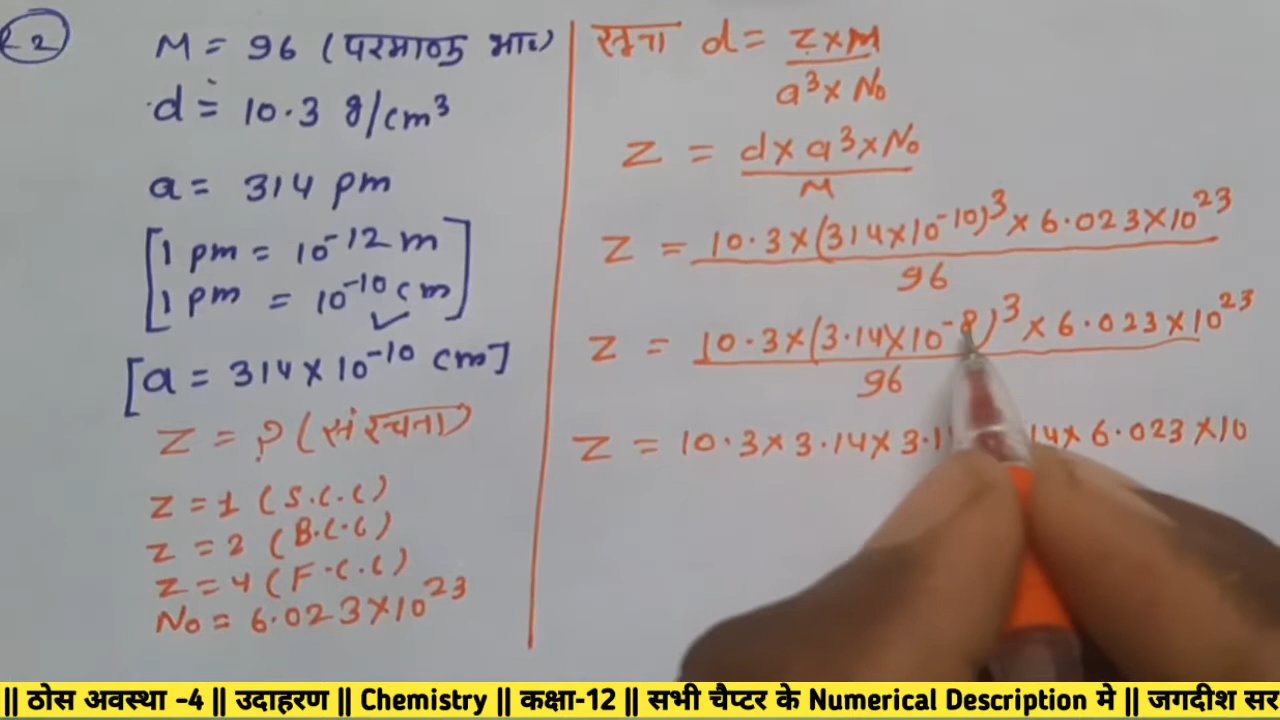 2
M = 96 (परमाणु भार)
d = 10.3 g/cm³
a = 314 pm
[1 pm = 10⁻¹² m
1 pm = 10⁻¹⁰ cm]
[a = 314 × 10⁻¹⁰ cm]
Z = ? (संरचना)
Z = 1 (S.C.C)
Z = 2 (B.C.C)
Z = 4 (F.C.C)
No = 6.023 × 10²³
सूत्र d = Z × M / a³ × No
Z = d × a³ × No / M
Z = 10.3 × (314 × 10⁻¹⁰)³ × 6.023 × 10²³ / 96
Z = 10.3 × (3.14 × 10⁻⁸)³ × 6.023 × 10²³ / 96
Z = 10.3 × 3.14 × 3.1 14 × 6.023 × 10
|| ठोस अवस्था -4 || उदाहरण || Chemistry || कक्षा-12 || सभी चैप्टर के Numerical Description मे || जगदीश सर